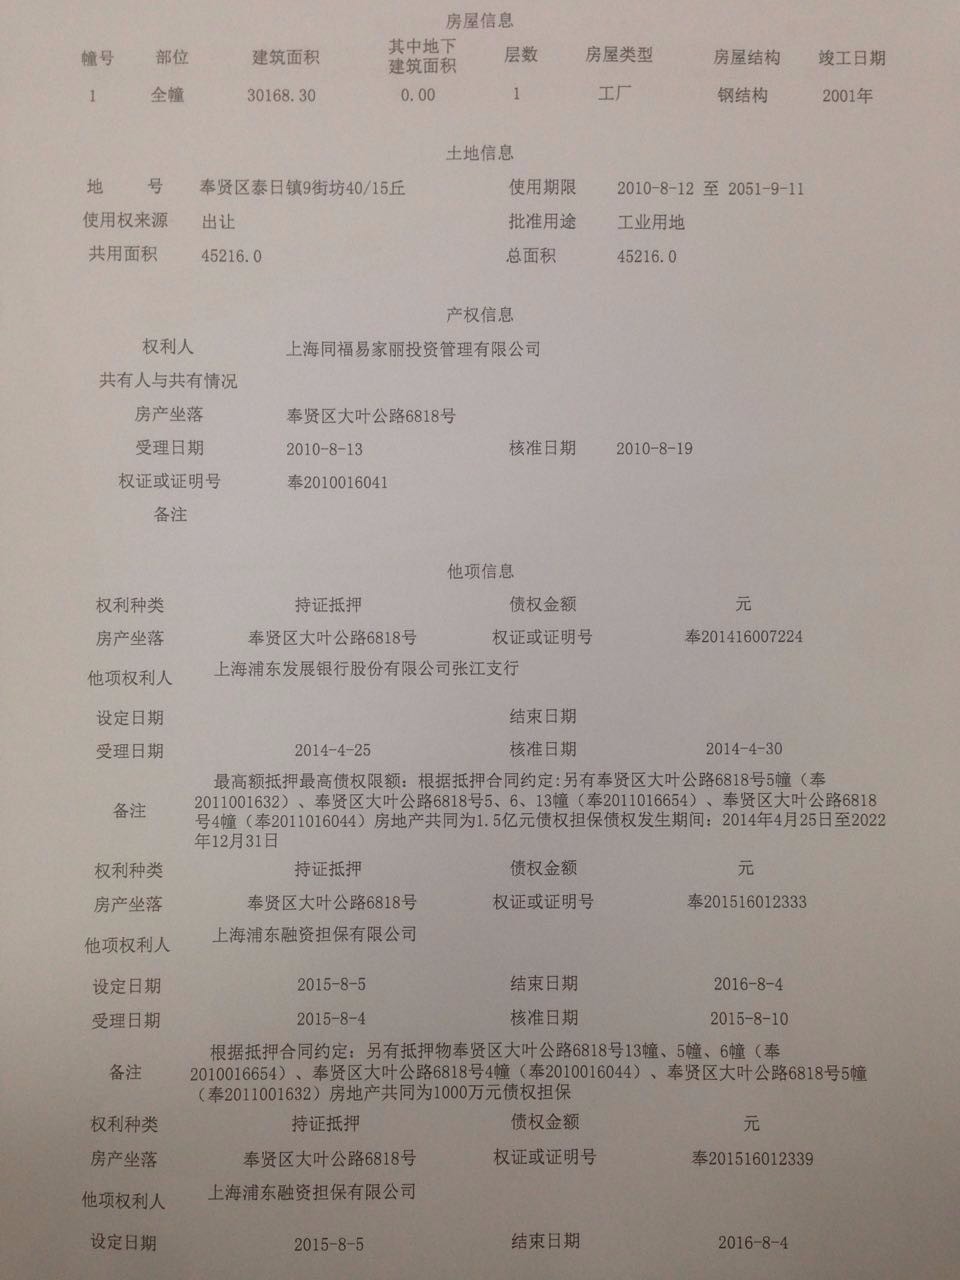 房屋信息
幢号 部位 建筑面积 其中地下建筑面积 层数 房屋类型 房屋结构 竣工日期
1 全幢 30168.30 0.00 1 工厂 钢结构 2001年
土地信息
地 号 奉贤区泰日镇9街坊40/15丘 使用期限 2010-8-12 至 2051-9-11
使用权来源 出让 批准用途 工业用地
共用面积 45216.0 总面积 45216.0
产权信息
权利人 上海同福易家丽投资管理有限公司
共有人与共有情况
房产坐落 奉贤区大叶公路6818号
受理日期 2010-8-13 核准日期 2010-8-19
权证或证明号 奉2010016041
备注
他项信息
权利种类 持证抵押 债权金额 元
房产坐落 奉贤区大叶公路6818号 权证或证明号 奉201416007224
他项权利人 上海浦东发展银行股份有限公司张江支行
设定日期 结束日期
受理日期 2014-4-25 核准日期 2014-4-30
最高额抵押最高债权限额：根据抵押合同约定:另有奉贤区大叶公路6818号5幢（奉
2011001632）、奉贤区大叶公路6818号5、6、13幢（奉2011016654）、奉贤区大叶公路6818
备注
号4幢（奉2011016044）房地产共同为1.5亿元债权担保债权发生期间：2014年4月25日至2022
年12月31日
权利种类 持证抵押 债权金额 元
房产坐落 奉贤区大叶公路6818号 权证或证明号 奉201516012333
他项权利人 上海浦东融资担保有限公司
设定日期 2015-8-5 结束日期 2016-8-4
受理日期 2015-8-4 核准日期 2015-8-10
根据抵押合同约定：另有抵押物奉贤区大叶公路6818号13幢、5幢、6幢（奉
备注 2010016654）、奉贤区大叶公路6818号4幢（奉2010016044）、奉贤区大叶公路6818号5幢
（奉2011001632）房地产共同为1000万元债权担保
权利种类 持证抵押 债权金额 元
房产坐落 奉贤区大叶公路6818号 权证或证明号 奉201516012339
他项权利人 上海浦东融资担保有限公司
设定日期 2015-8-5 结束日期 2016-8-4